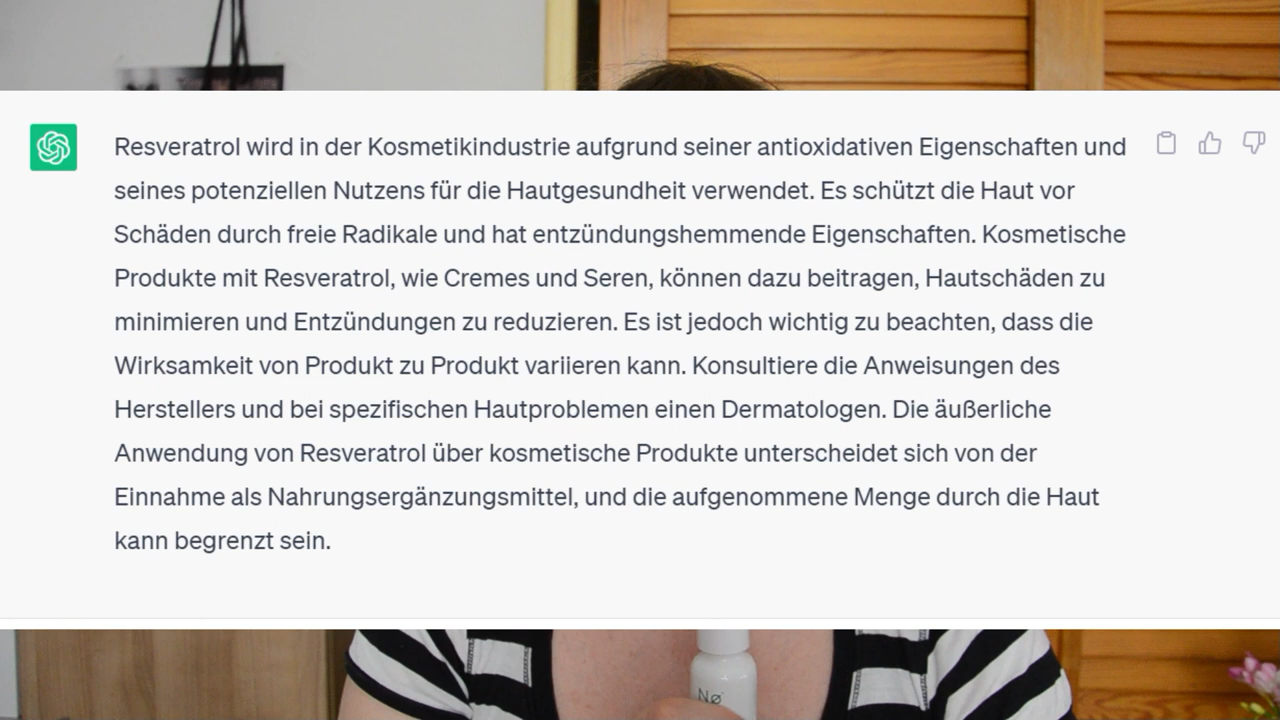 Resveratrol wird in der Kosmetikindustrie aufgrund seiner antioxidativen Eigenschaften und
seines potenziellen Nutzens für die Hautgesundheit verwendet. Es schützt die Haut vor
Schäden durch freie Radikale und hat entzündungshemmende Eigenschaften. Kosmetische
Produkte mit Resveratrol, wie Cremes und Seren, können dazu beitragen, Hautschäden zu
minimieren und Entzündungen zu reduzieren. Es ist jedoch wichtig zu beachten, dass die
Wirksamkeit von Produkt zu Produkt variieren kann. Konsultiere die Anweisungen des
Herstellers und bei spezifischen Hautproblemen einen Dermatologen. Die äußerliche
Anwendung von Resveratrol über kosmetische Produkte unterscheidet sich von der
Einnahme als Nahrungsergänzungsmittel, und die aufgenommene Menge durch die Haut
kann begrenzt sein.
Nø